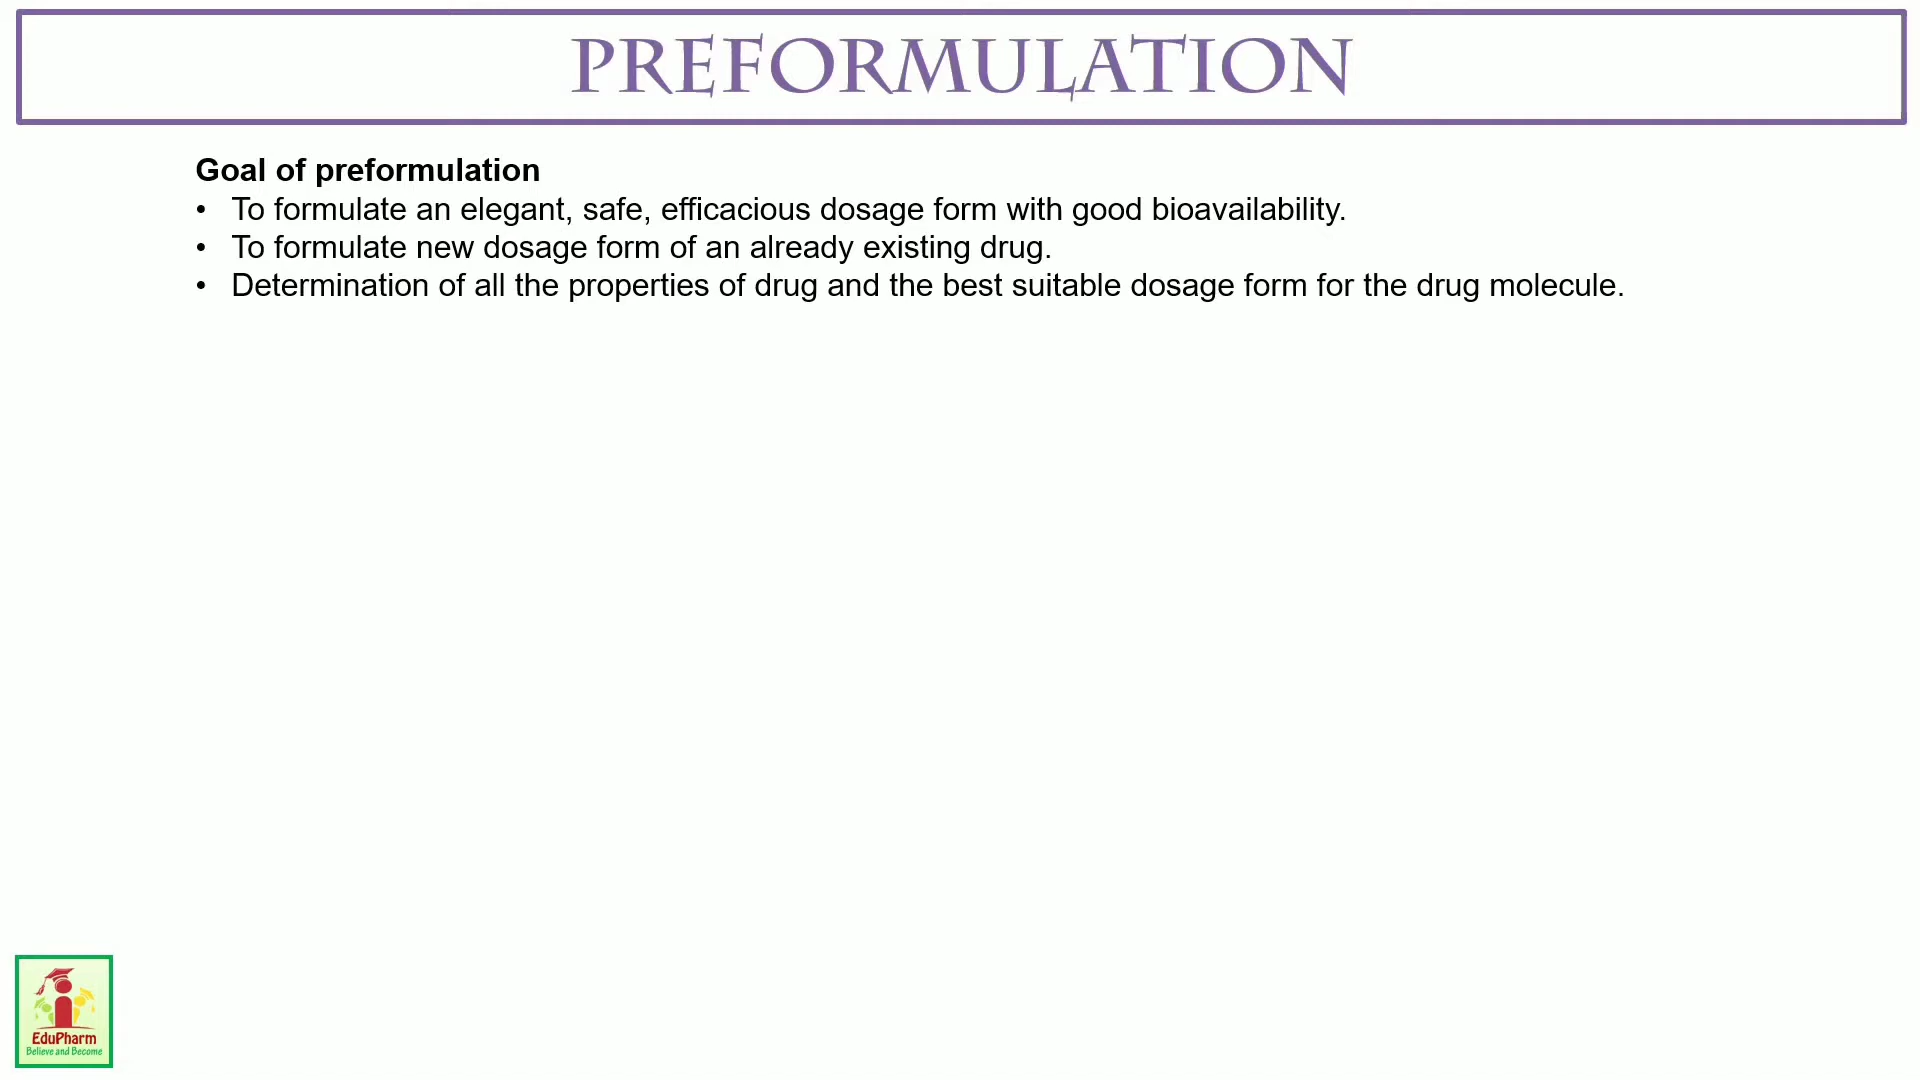 PREFORMULATION
Goal of preformulation
• To formulate an elegant, safe, efficacious dosage form with good bioavailability.
• To formulate new dosage form of an already existing drug.
• Determination of all the properties of drug and the best suitable dosage form for the drug molecule.
EduPharm
Believe and Become